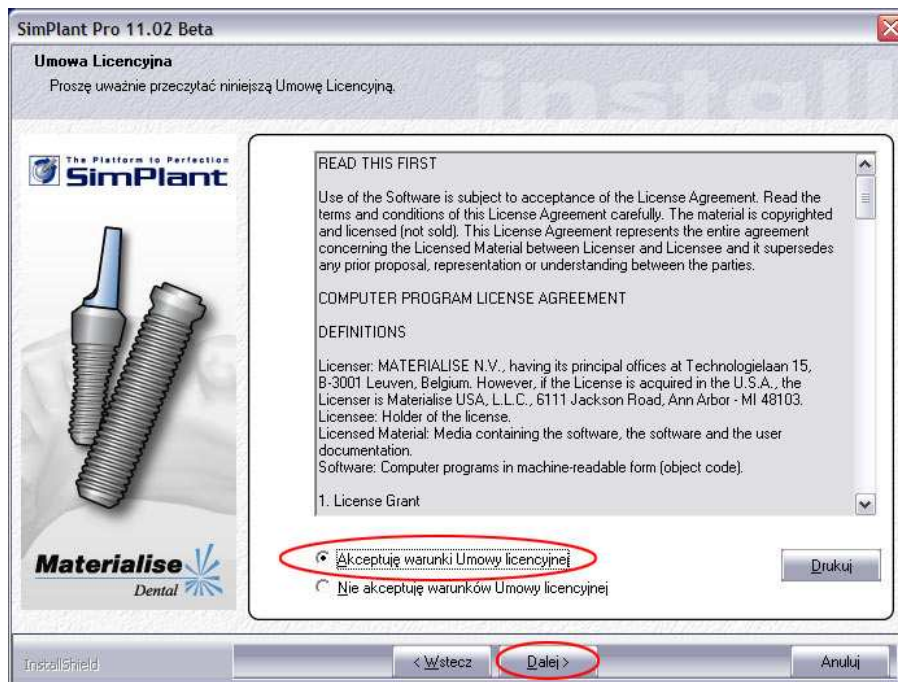 SimPlant Pro 11.02 Beta
Umowa Licencyjna
Proszę uważnie przeczytać niniejszą Umowę Licencyjną.
install
The Platform to Perfection
SimPlant
READ THIS FIRST
Use of the Software is subject to acceptance of the License Agreement. Read the
terms and conditions of this License Agreement carefully. The material is copyrighted
and licensed (not sold). This License Agreement represents the entire agreement
concerning the Licensed Material between Licenser and Licensee and it supersedes
any prior proposal, representation or understanding between the parties.
COMPUTER PROGRAM LICENSE AGREEMENT
DEFINITIONS
Licenser: MATERIALISE N.V., having its principal offices at Technologielaan 15,
B-3001 Leuven, Belgium. However, if the License is acquired in the U.S.A., the
Licenser is Materialise USA, L.L.C., 6111 Jackson Road, Ann Arbor - MI 48103.
Licensee: Holder of the license.
Licensed Material: Media containing the software, the software and the user
documentation.
Software: Computer programs in machine-readable form (object code).
1. License Grant
Materialise
Dental
Akceptuję warunki Umowy licencyjnej
Nie akceptuję warunków Umowy licencyjnej
Drukuj
InstallShield
< Wstecz
Dalej >
Anuluj